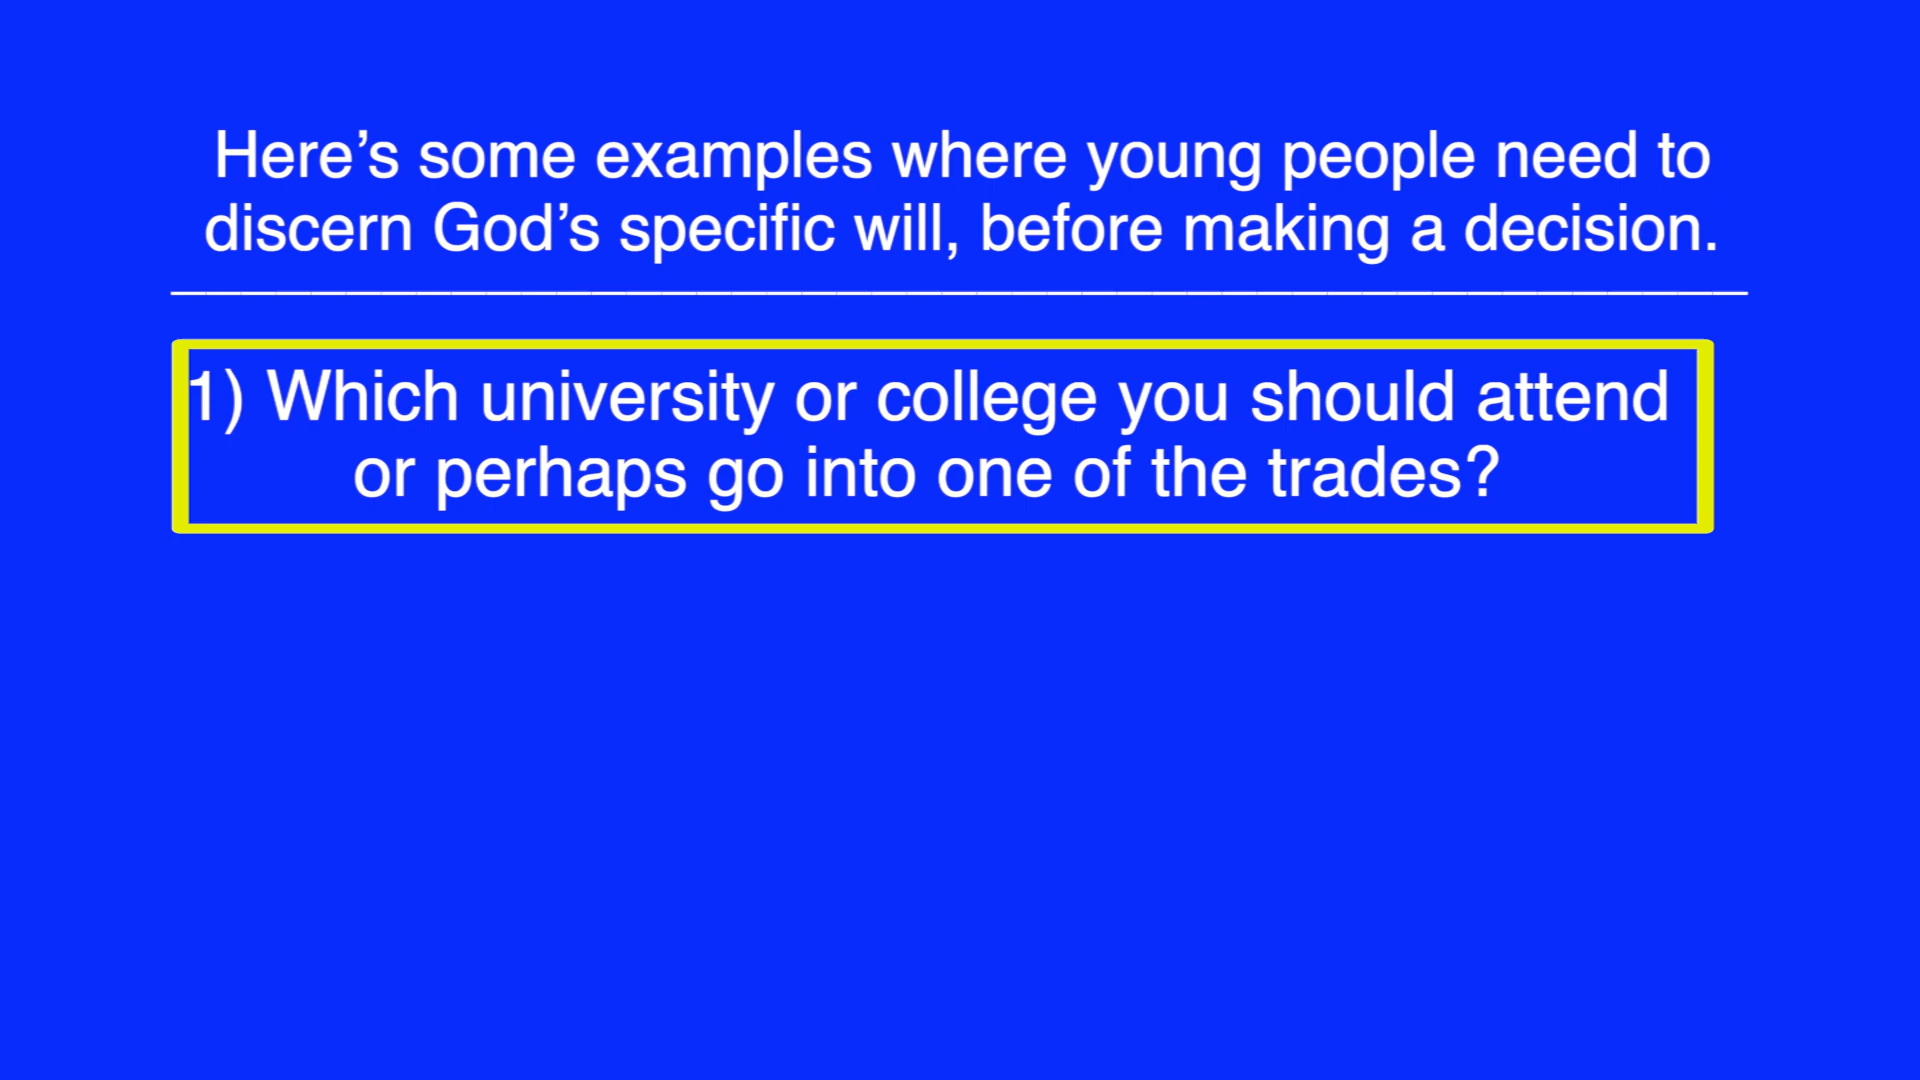 Here’s some examples where young people need to
discern God’s specific will, before making a decision.
1) Which university or college you should attend
or perhaps go into one of the trades?